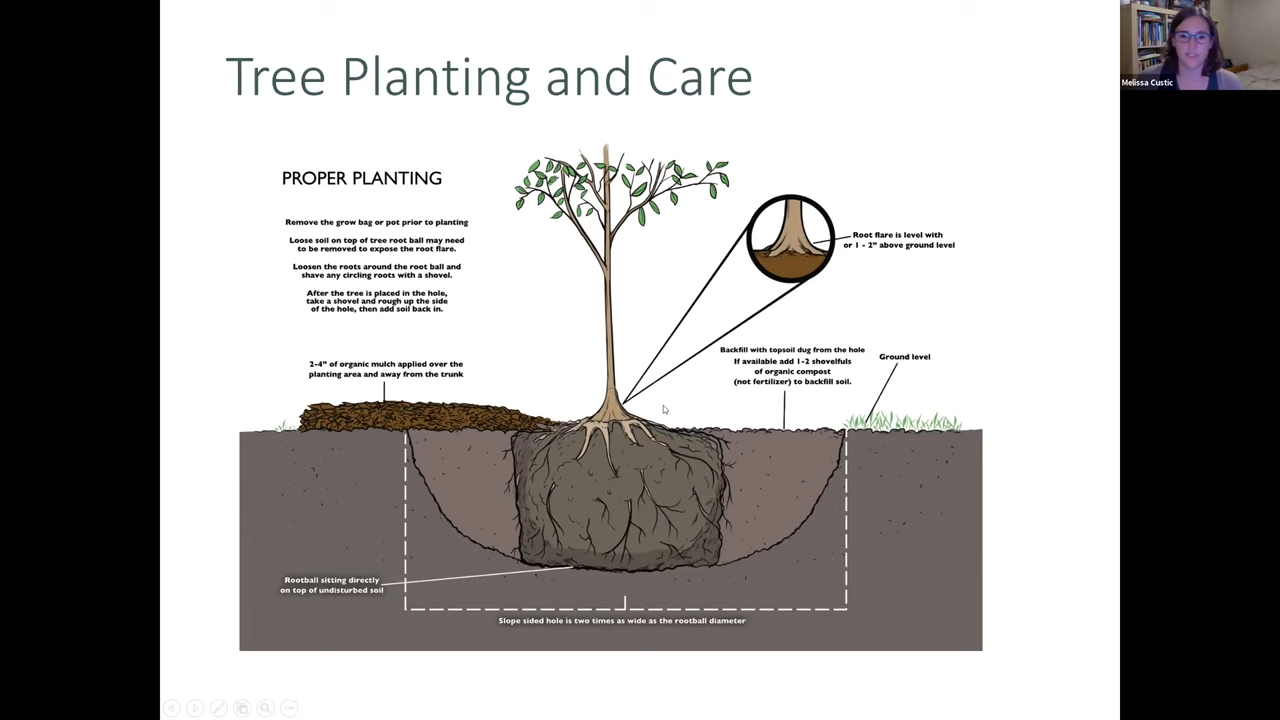 Tree Planting and Care
Melissa Custic
PROPER PLANTING
Remove the grow bag or pot prior to planting
Loose soil on top of tree root ball may need
to be removed to expose the root flare.
Loosen the roots around the root ball and
shave any circling roots with a shovel.
After the tree is placed in the hole,
take a shovel and rough up the side
of the hole, then add soil back in.
Root flare is level with
or 1 - 2" above ground level
2-4" of organic mulch applied over the
planting area and away from the trunk
Backfill with topsoil dug from the hole
If available add 1-2 shovelfuls
of organic compost
(not fertilizer) to backfill soil.
Ground level
Rootball sitting directly
on top of undisturbed soil
Slope sided hole is two times as wide as the rootball diameter